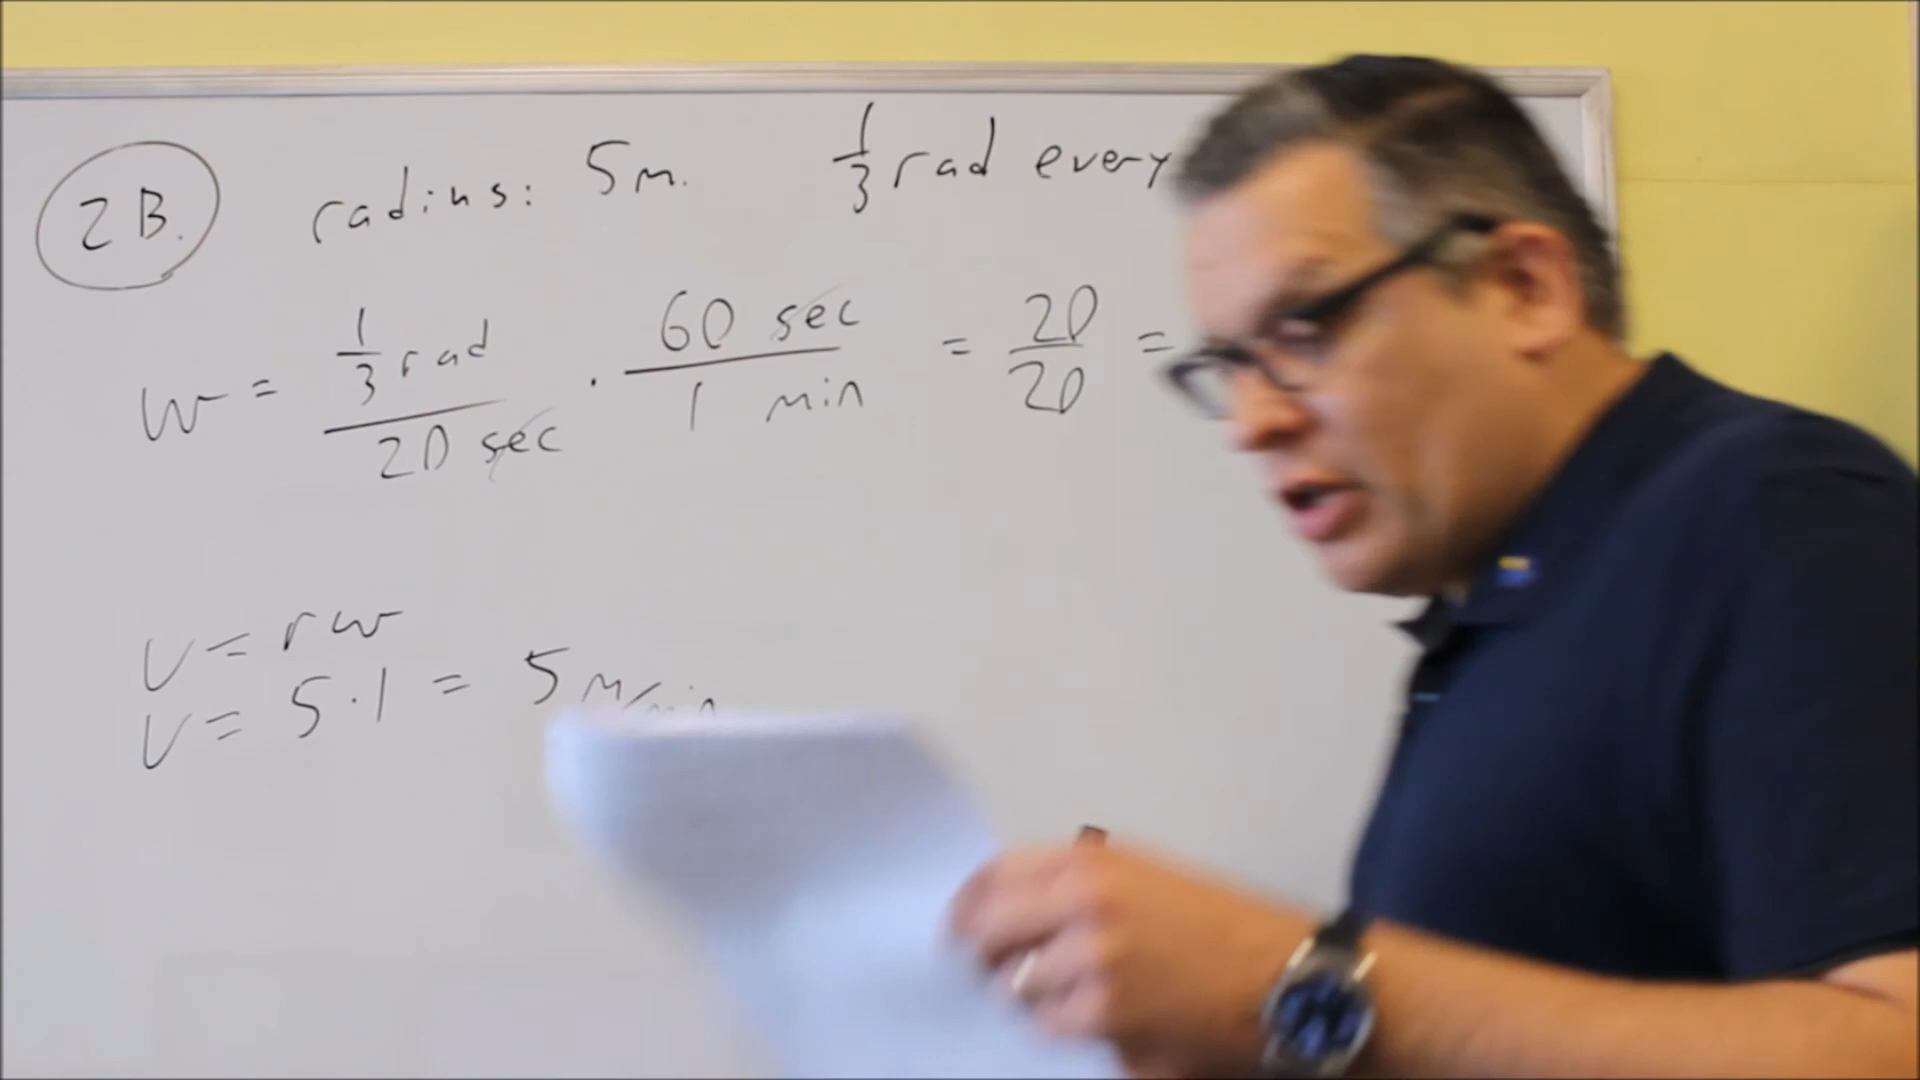 2B. radius: 5m. 1/3 rad every
w = 1/3 rad / 20 sec · 60 sec / 1 min = 20/20 =
v = rw
v = 5·1 = 5 m/min